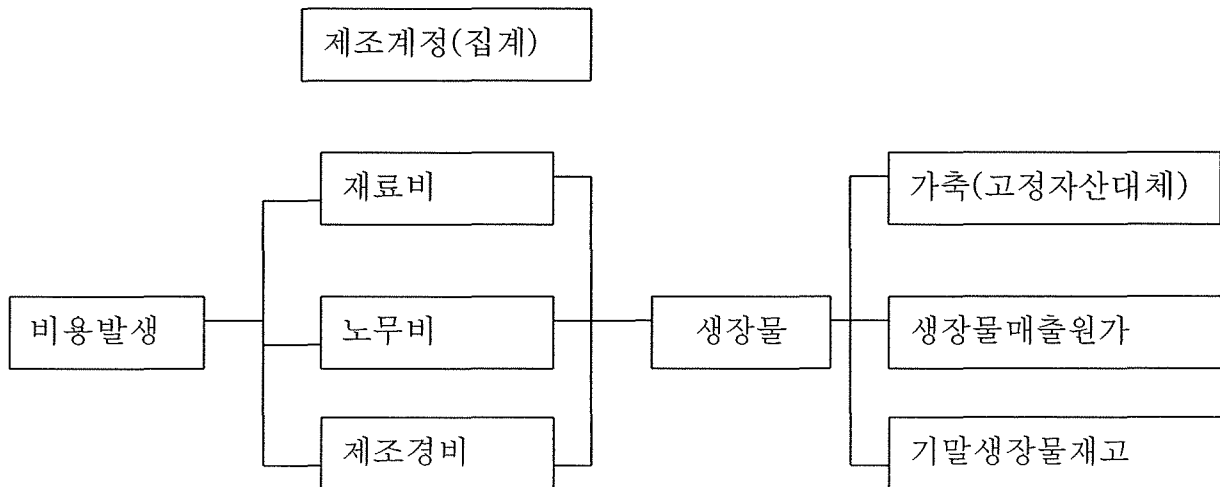 제조계정(집계)
재료비
가축(고정자산대체)
비용발생
노무비
생장물
생장물매출원가
제조경비
기말생장물재고